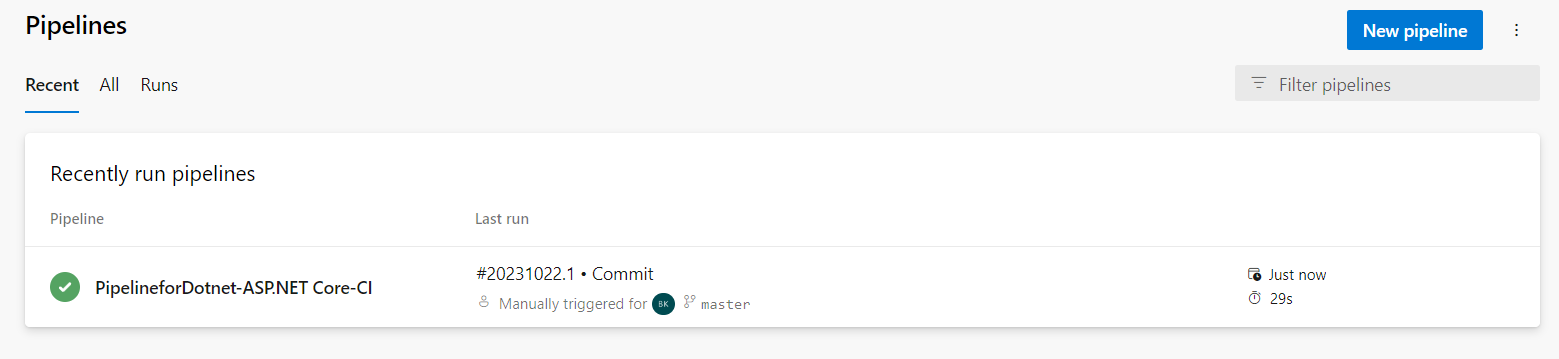 Pipelines
New pipeline
Recent All Runs
Filter pipelines
Recently run pipelines
Pipeline Last run
PipelineforDotnet-ASP.NET Core-CI
#20231022.1 • Commit
Manually triggered for BK master
Just now
29s